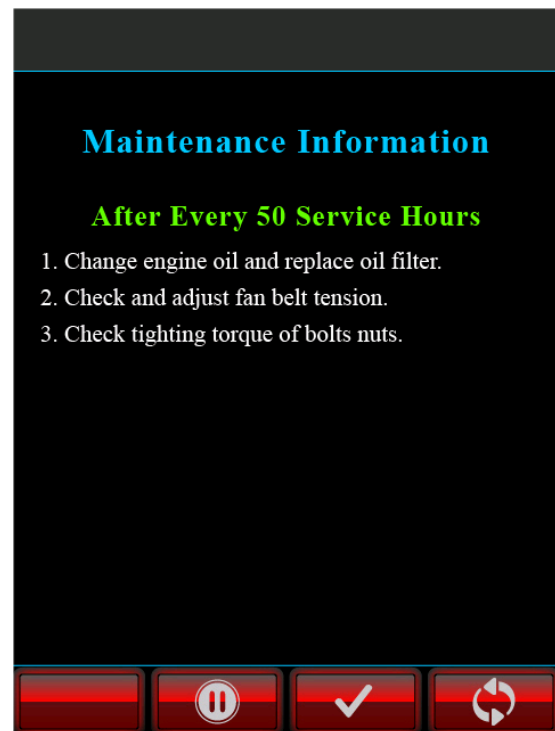 Maintenance Information
After Every 50 Service Hours
1. Change engine oil and replace oil filter.
2. Check and adjust fan belt tension.
3. Check tighting torque of bolts nuts.